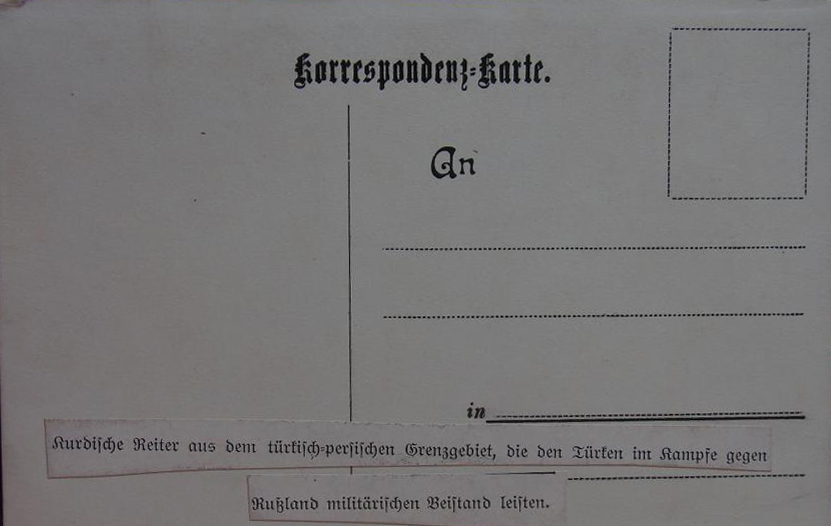 Korrespondenz-Karte.
An
in
Kurdische Reiter aus dem türkisch-persischen Grenzgebiet, die den Türken im Kampfe gegen
Rußland militärischen Beistand leisten.